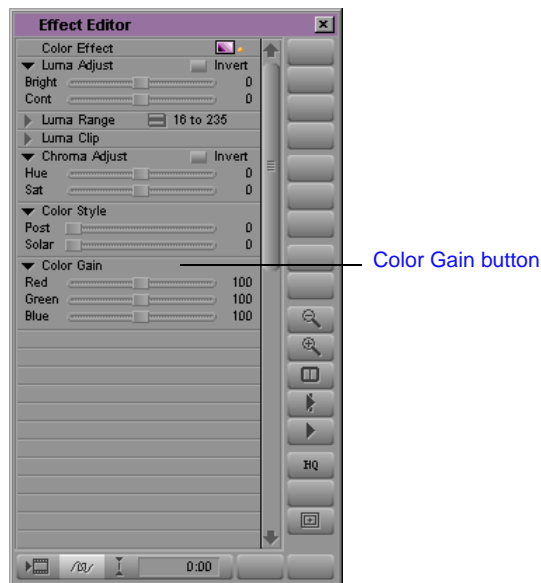 Effect Editor
Color Effect
Luma Adjust Invert
Bright 0
Cont 0
Luma Range 16 to 235
Luma Clip
Chroma Adjust Invert
Hue 0
Sat 0
Color Style
Post 0
Solar 0
Color Gain
Color Gain button
Red 100
Green 100
Blue 100
HQ
0:00